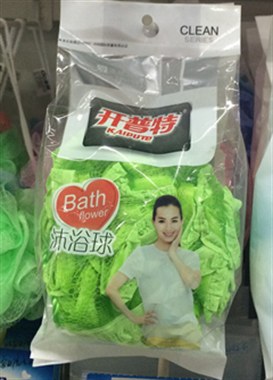 CLEAN
SERIES
开普特
KAIPUTE
Bath
flower
沐浴球